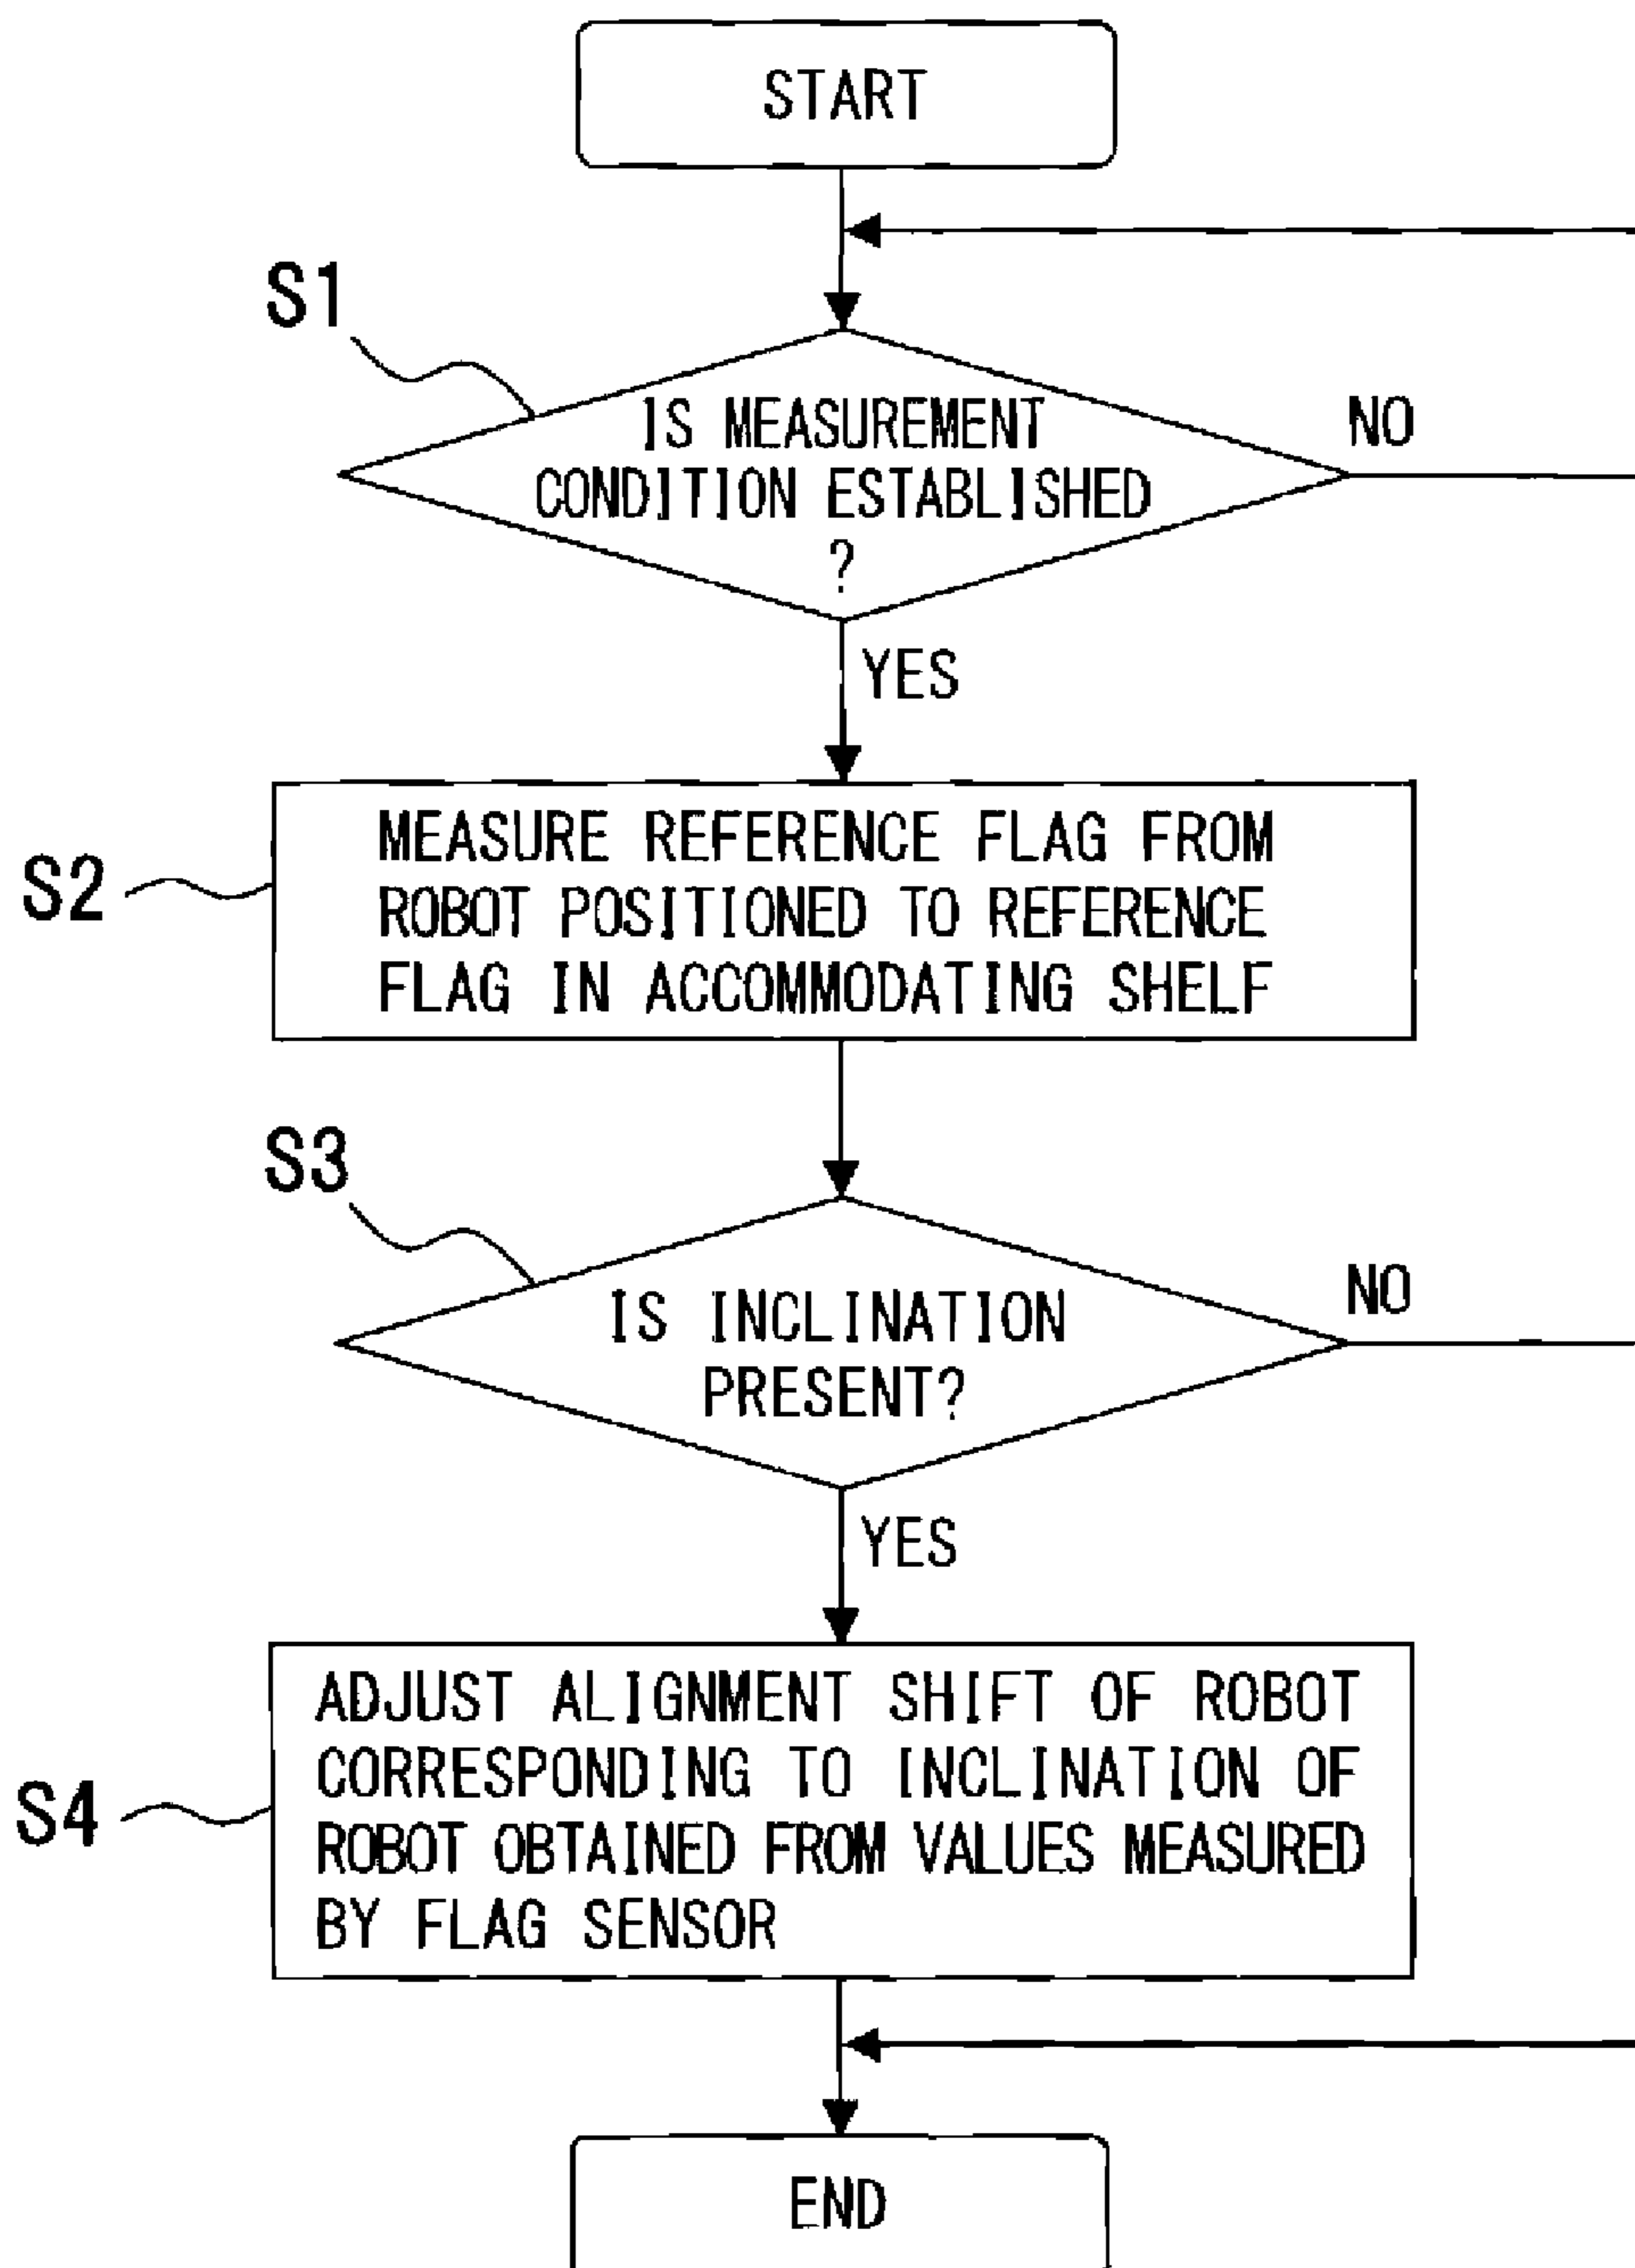 START
S1
IS MEASUREMENT
CONDITION ESTABLISHED
?
NO
YES
S2
MEASURE REFERENCE FLAG FROM
ROBOT POSITIONED TO REFERENCE
FLAG IN ACCOMMODATING SHELF
S3
IS INCLINATION
PRESENT?
NO
YES
S4
ADJUST ALIGNMENT SHIFT OF ROBOT
CORRESPONDING TO INCLINATION OF
ROBOT OBTAINED FROM VALUES MEASURED
BY FLAG SENSOR
END